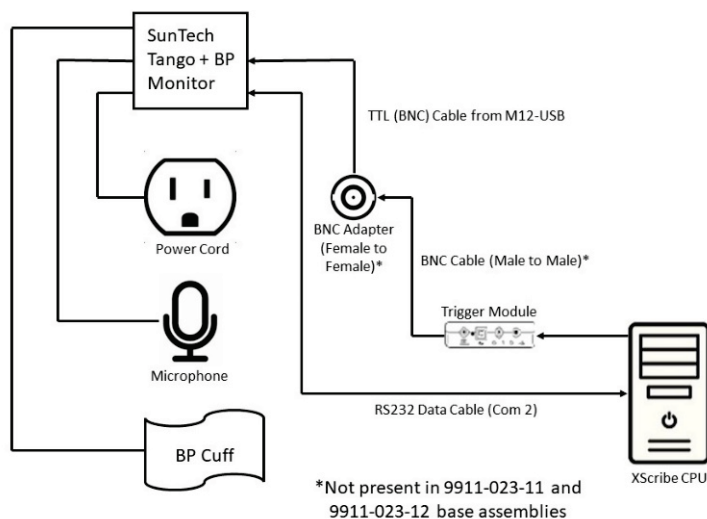 SunTech
Tango + BP
Monitor
TTL (BNC) Cable from M12-USB
BNC Adapter
(Female to
Female)*
Power Cord
BNC Cable (Male to Male)*
Trigger Module
Microphone
RS232 Data Cable (Com 2)
BP Cuff
XScribe CPU
*Not present in 9911-023-11 and
9911-023-12 base assemblies